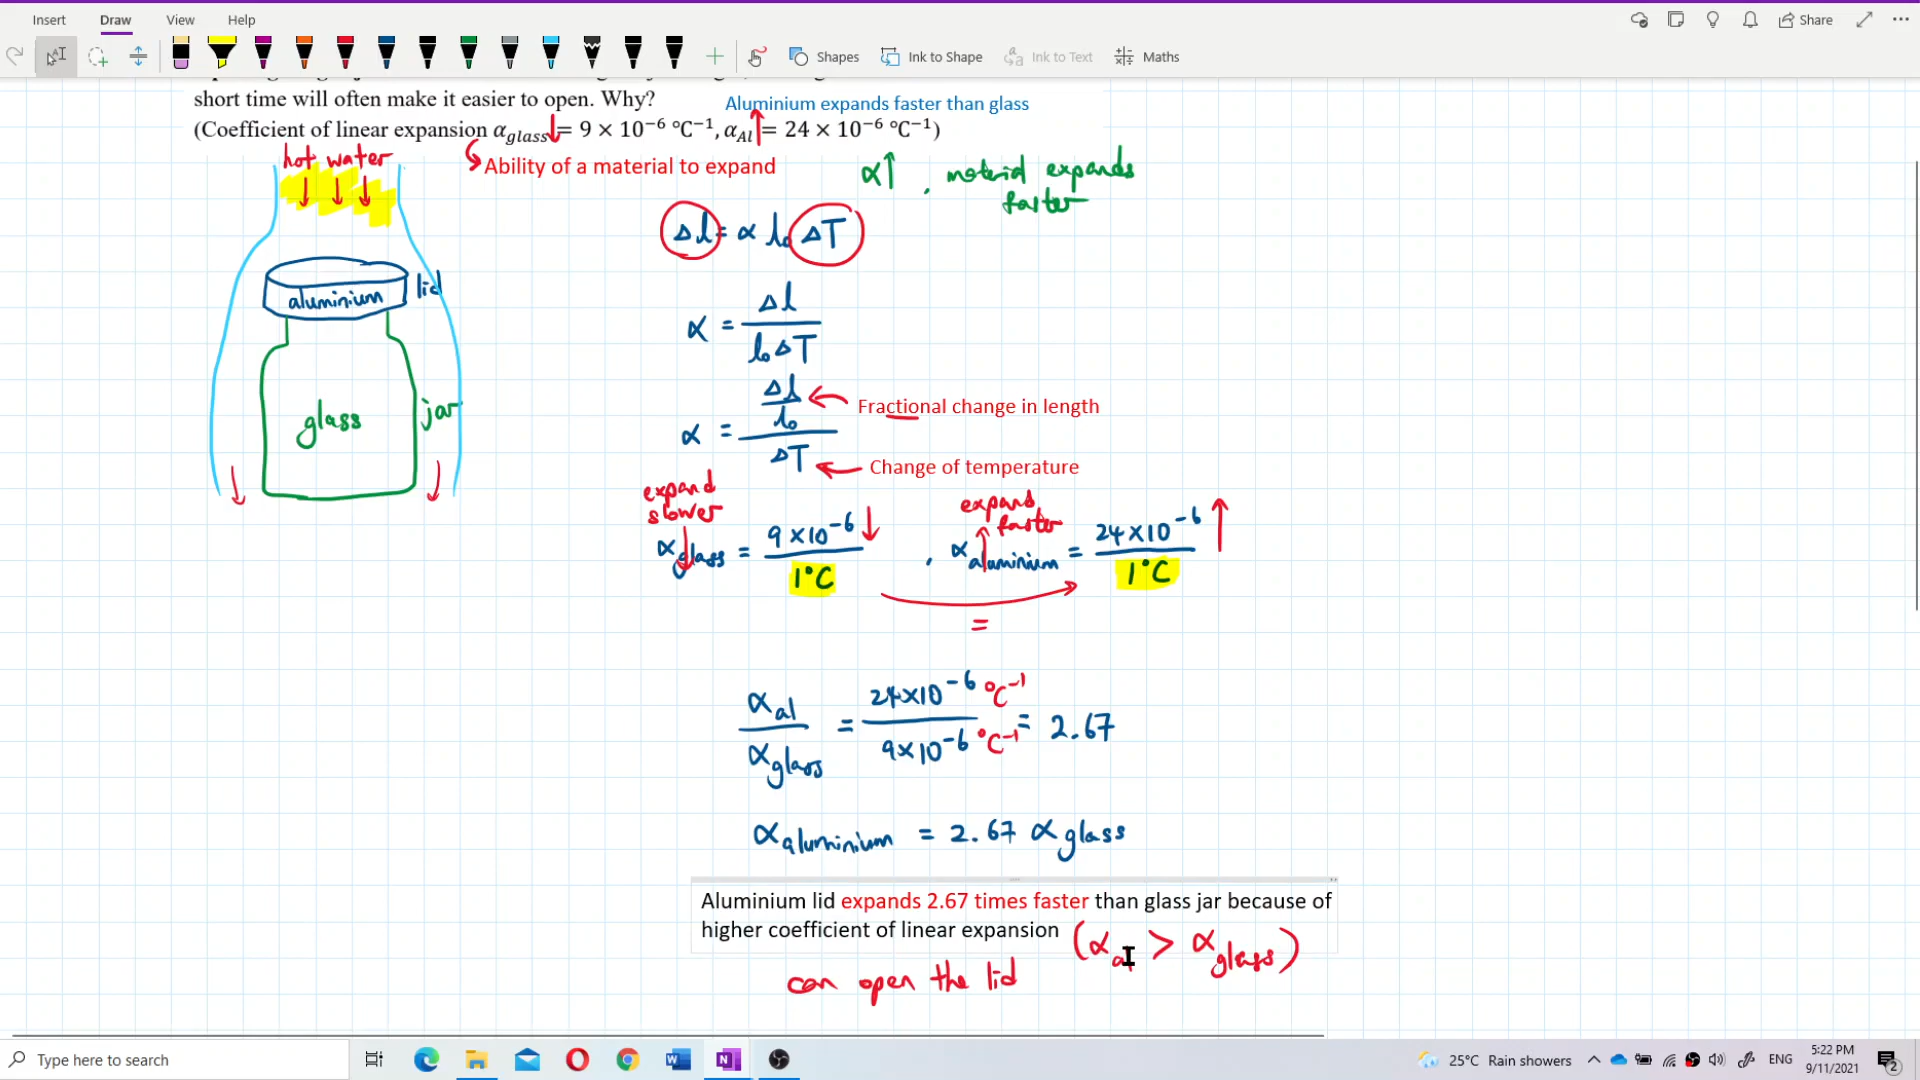 Insert Draw View Help
Share
Shapes Ink to Shape Ink to Text Maths
short time will often make it easier to open. Why?
Aluminium expands faster than glass
(Coefficient of linear expansion α_glass = 9 × 10⁻⁶ °C⁻¹, α_Al = 24 × 10⁻⁶ °C⁻¹)
hot water
Ability of a material to expand
α↑, material expands
faster
Δl = α l₀ ΔT
aluminium
lid
glass
jar
α = Δl / l₀ΔT
α = (Δl / l₀) / ΔT
Fractional change in length
Change of temperature
expand
slower
expand
faster
α_glass = 9×10⁻⁶ / 1°C ↓, α_aluminium = 24×10⁻⁶ / 1°C ↑
=
α_al / α_glass = 24×10⁻⁶ °C⁻¹ / 9×10⁻⁶ °C⁻¹ = 2.67
α_aluminium = 2.67 α_glass
Aluminium lid expands 2.67 times faster than glass jar because of
higher coefficient of linear expansion (α_al > α_glass)
can open the lid
Type here to search
25°C Rain showers
ENG
5:22 PM
9/11/2021
2